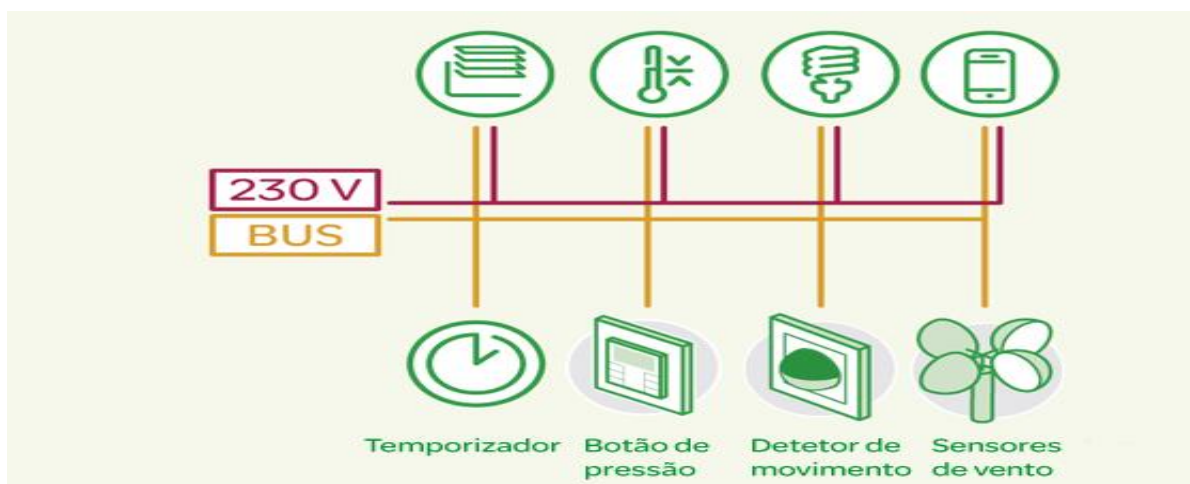 230 V
BUS
Temporizador
Botão de
pressão
Detetor de
movimento
Sensores
de vento